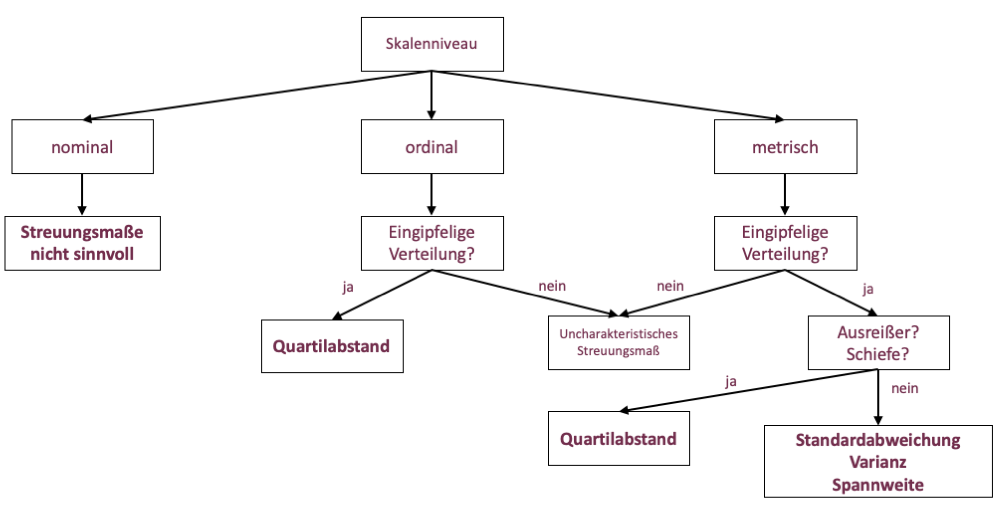 Skalenniveau
nominal
ordinal
metrisch
Streuungsmaße
nicht sinnvoll
Eingipfelige
Verteilung?
Eingipfelige
Verteilung?
ja
nein
nein
ja
Quartilabstand
Uncharakteristisches
Streuungsmaß
Ausreißer?
Schiefe?
ja
nein
Quartilabstand
Standardabweichung
Varianz
Spannweite